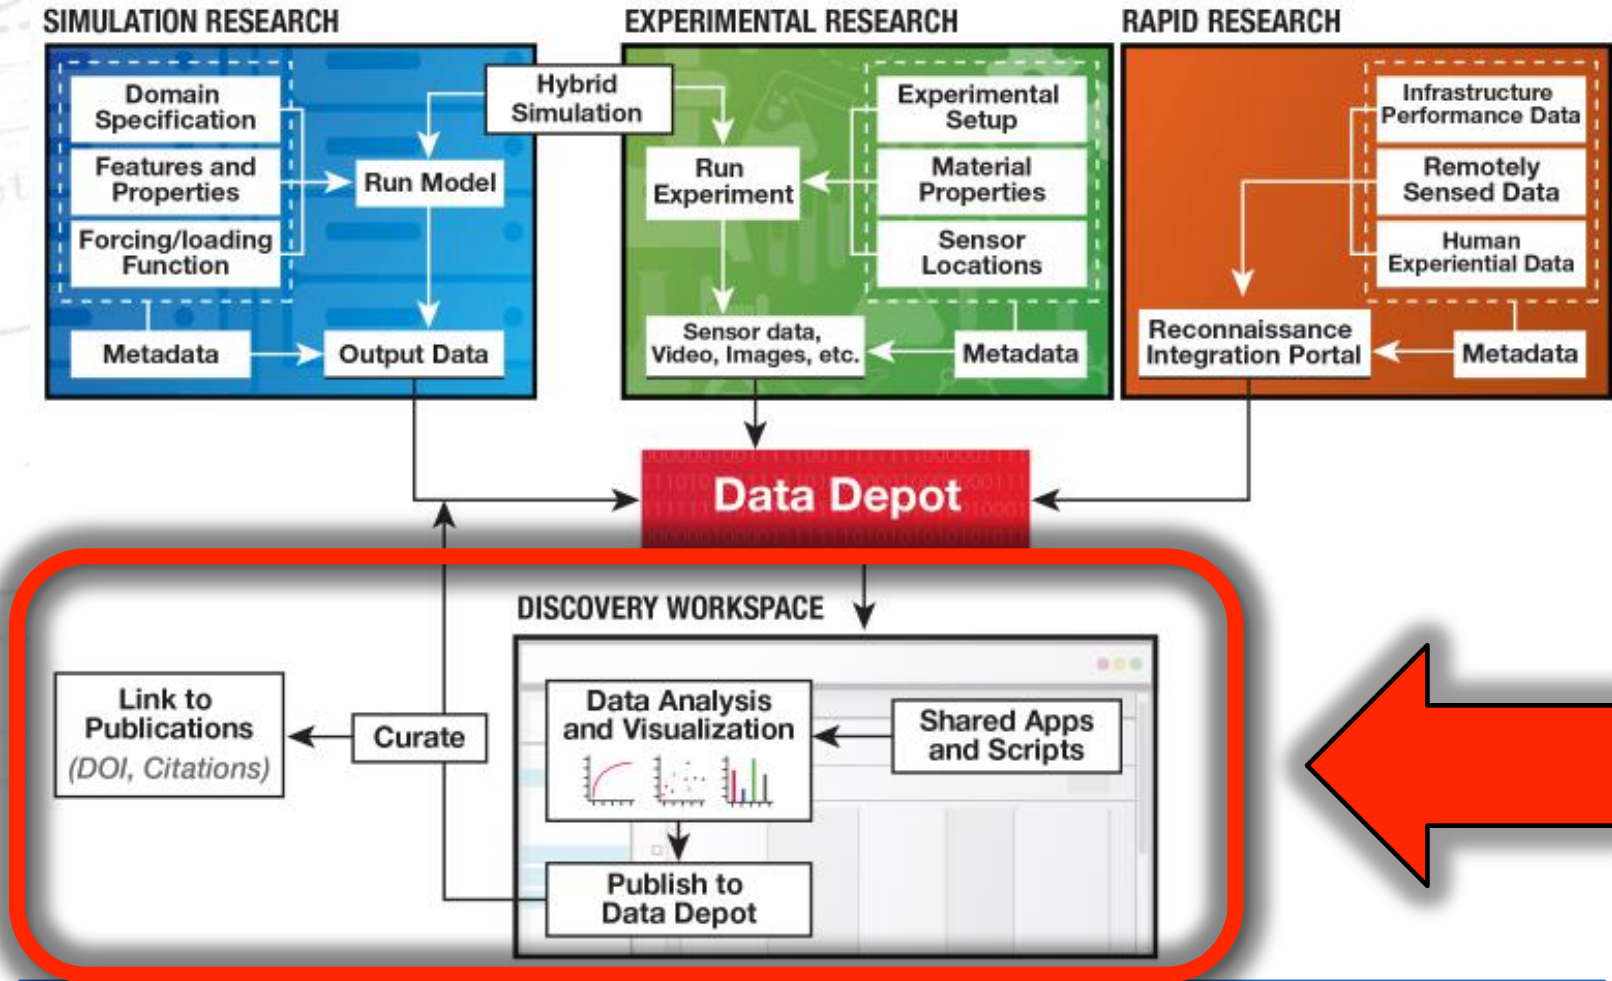 SIMULATION RESEARCH
Domain
Specification
Features and
Properties
Forcing/loading
Function
Run Model
Metadata
Output Data
Hybrid
Simulation
EXPERIMENTAL RESEARCH
Run
Experiment
Experimental
Setup
Material
Properties
Sensor
Locations
Sensor data,
Video, Images, etc.
Metadata
RAPID RESEARCH
Infrastructure
Performance Data
Remotely
Sensed Data
Human
Experiential Data
Reconnaissance
Integration Portal
Metadata
Data Depot
DISCOVERY WORKSPACE
Link to
Publications
(DOI, Citations)
Curate
Data Analysis
and Visualization
Shared Apps
and Scripts
Publish to
Data Depot